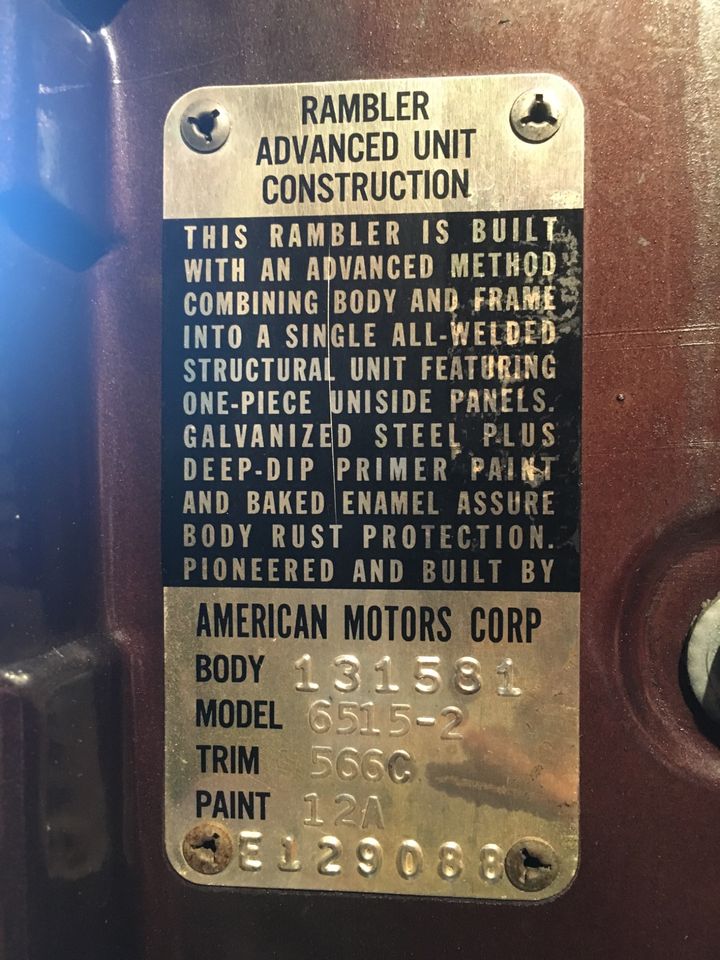 RAMBLER
ADVANCED UNIT
CONSTRUCTION
THIS RAMBLER IS BUILT
WITH AN ADVANCED METHOD
COMBINING BODY AND FRAME
INTO A SINGLE ALL-WELDED
STRUCTURAL UNIT FEATURING
ONE-PIECE UNISIDE PANELS.
GALVANIZED STEEL PLUS
DEEP-DIP PRIMER PAINT
AND BAKED ENAMEL ASSURE
BODY RUST PROTECTION.
PIONEERED AND BUILT BY
AMERICAN MOTORS CORP
BODY 131581
MODEL 6515-2
TRIM 566C
PAINT 12A
E129088